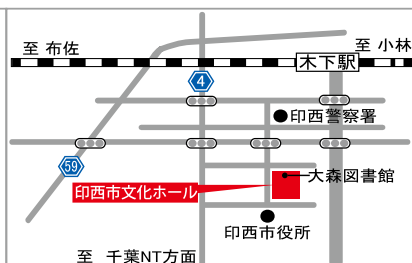 至 布佐
至 小林
木下駅
4
印西警察署
59
大森図書館
印西市文化ホール
印西市役所
至 千葉NT方面